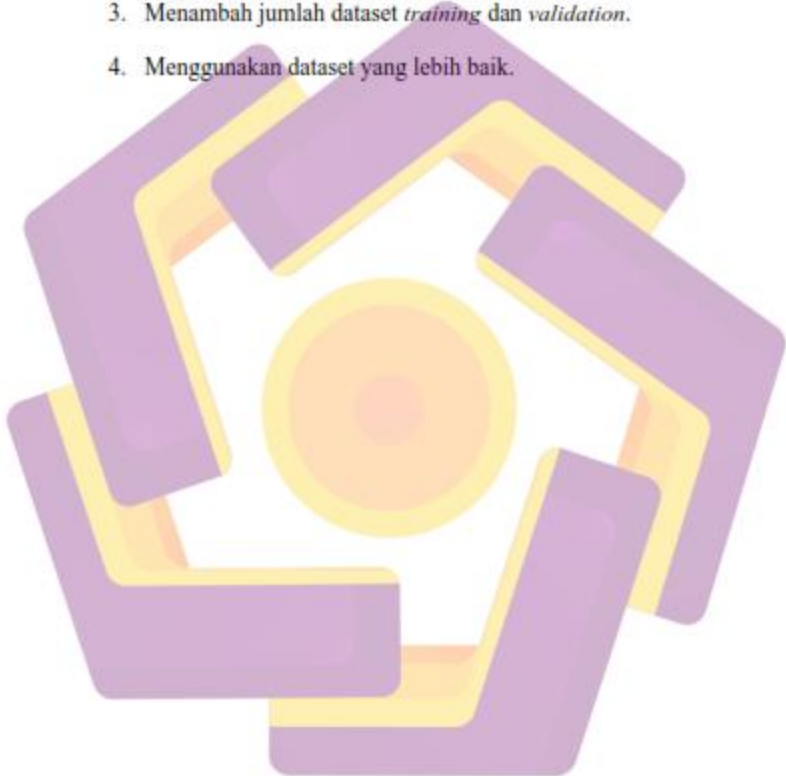 3. Menambah jumlah dataset training dan validation.
4. Menggunakan dataset yang lebih baik.